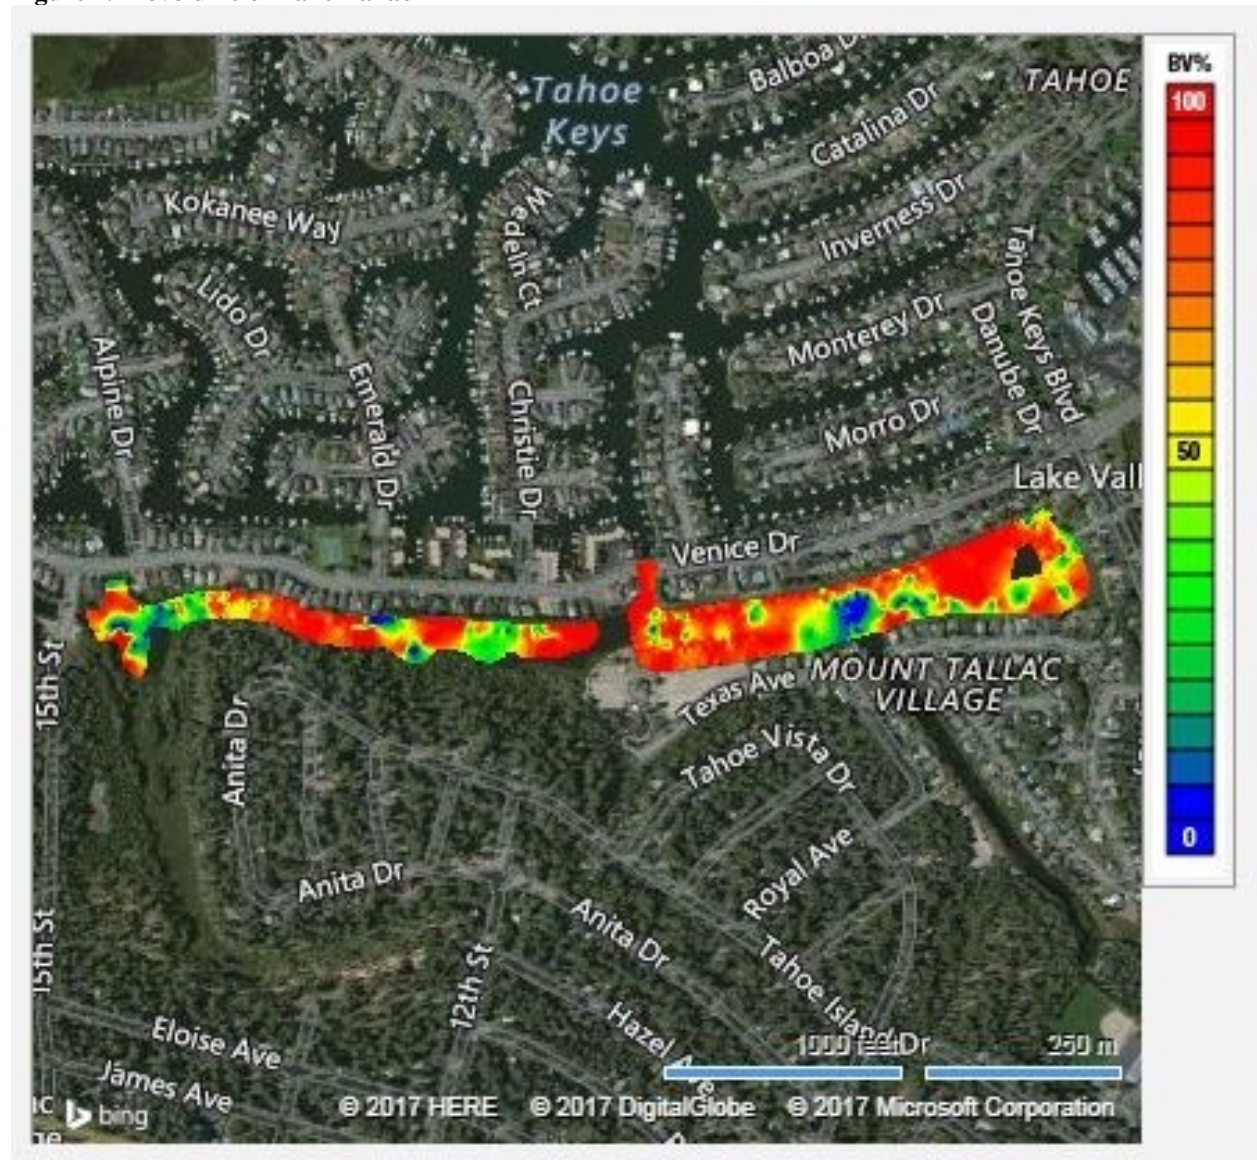 BV%
100
50
0
Tahoe
Keys
Balboa D
TAHOE
Catalina Dr
Kokanee Way
Wedeln Ct
Inverness Dr
Tahoe Keys Blvd
Lido Dr
Monterey Dr
Danube Dr
Alpine Dr
Emerald Dr
Christie Dr
Morro Dr
Lake Vall
Venice Dr
15th St
MOUNT TALLAC
VILLAGE
Texas Ave
Anita Dr
Tahoe Vista Dr
Anita Dr
Royal Ave
Anita Dr
15th St
12th St
Tahoe Island Dr
Hazel Ave
Eloise Ave
1000 feet
250 m
James Ave
bing
© 2017 HERE © 2017 DigitalGlobe © 2017 Microsoft Corporation